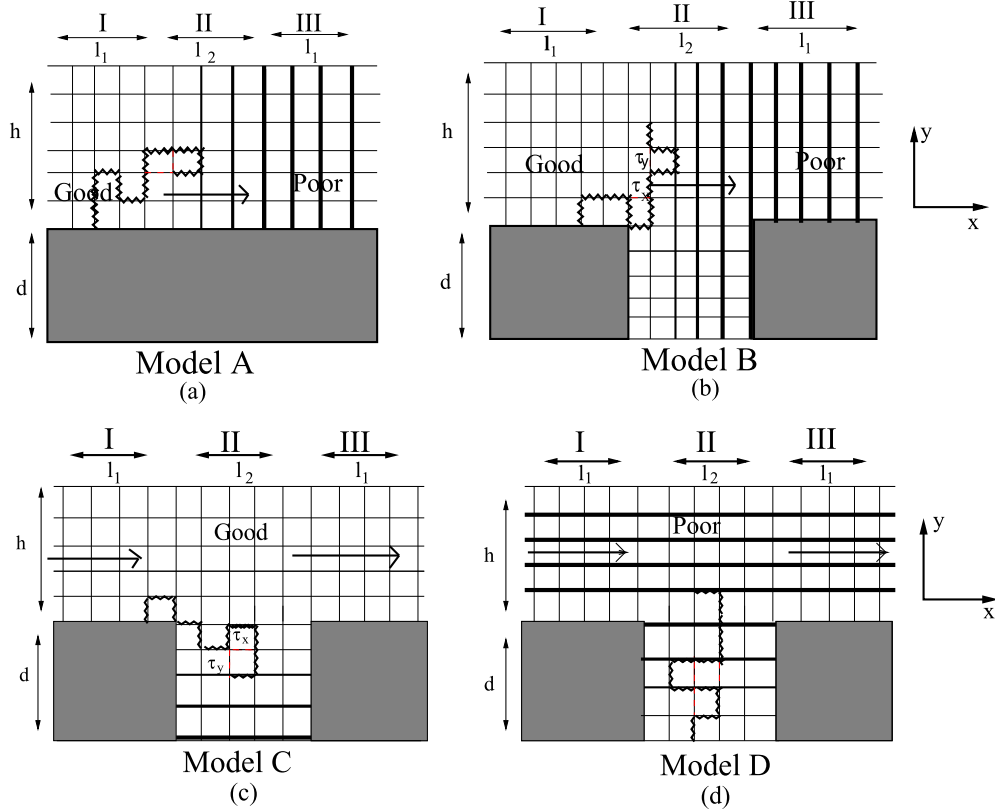 I II III
l1 l2 l1
h
Good Poor
d
Model A
(a)
I II III
l1 l2 l1
h
Good τy Poor
τx
d
Model B
(b)
y
x
I II III
l1 l2 l1
Good
h
τx
τy
d
Model C
(c)
I II III
l1 l2 l1
Poor
h
d
Model D
(d)
y
x